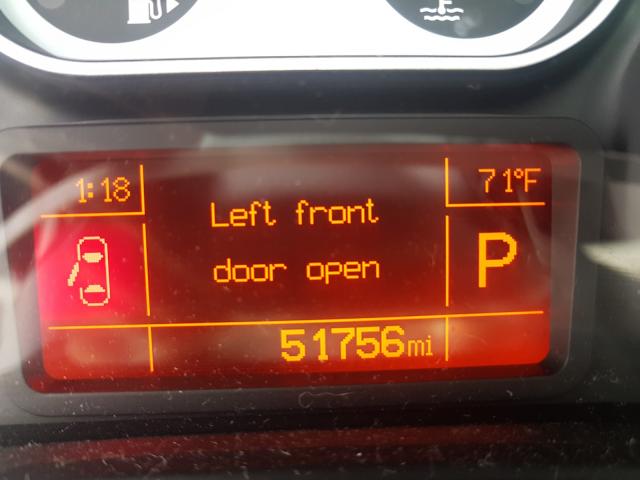 1:18
71°F
Left front
door open
P
51756mi